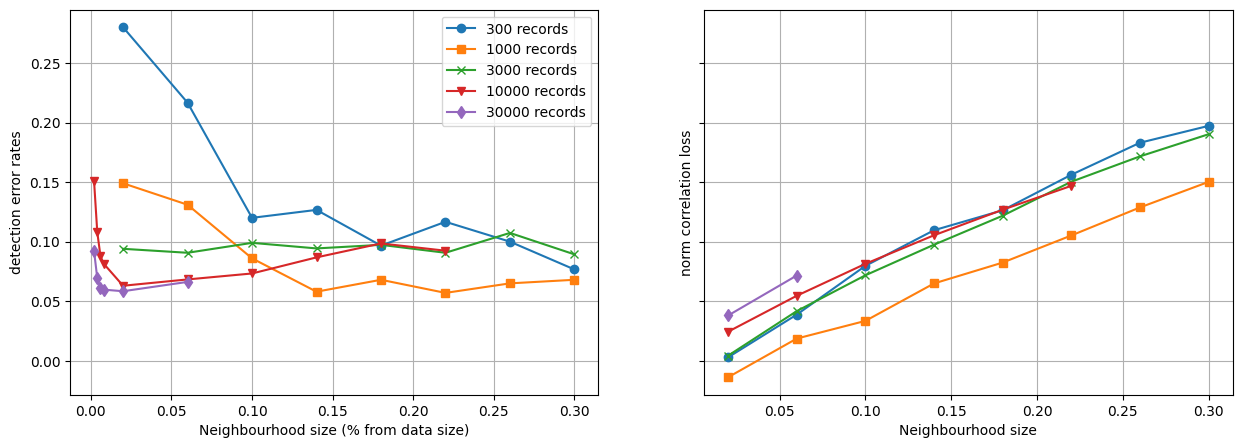 detection error rates
0.25
0.20
0.15
0.10
0.05
0.00
300 records
1000 records
3000 records
10000 records
30000 records
0.00 0.05 0.10 0.15 0.20 0.25 0.30
Neighbourhood size (% from data size)
norm correlation loss
0.05 0.10 0.15 0.20 0.25 0.30
Neighbourhood size